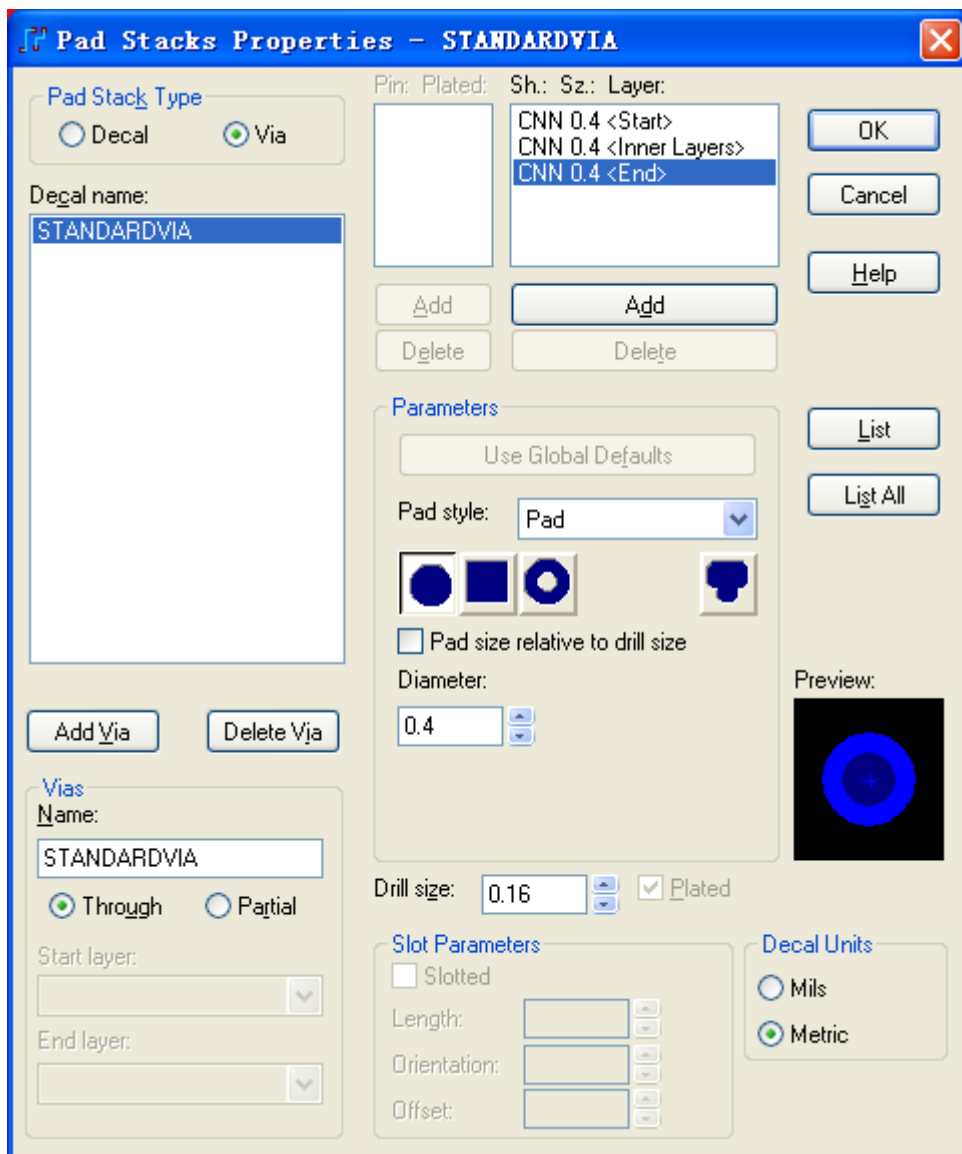 Pad Stacks Properties - STANDARDVIA
Pad Stack Type
Decal
Via
Decal name:
STANDARDVIA
Pin: Plated:
Sh.: Sz.: Layer:
CNN 0.4 <Start>
CNN 0.4 <Inner Layers>
CNN 0.4 <End>
OK
Cancel
Help
Add
Add
Delete
Delete
Parameters
Use Global Defaults
List
List All
Pad style:
Pad
Pad size relative to drill size
Diameter:
0.4
Preview:
Add Via
Delete Via
Vias
Name:
STANDARDVIA
Through
Partial
Start layer:
End layer:
Drill size:
0.16
Plated
Slot Parameters
Slotted
Length:
Orientation:
Offset:
Decal Units
Mils
Metric